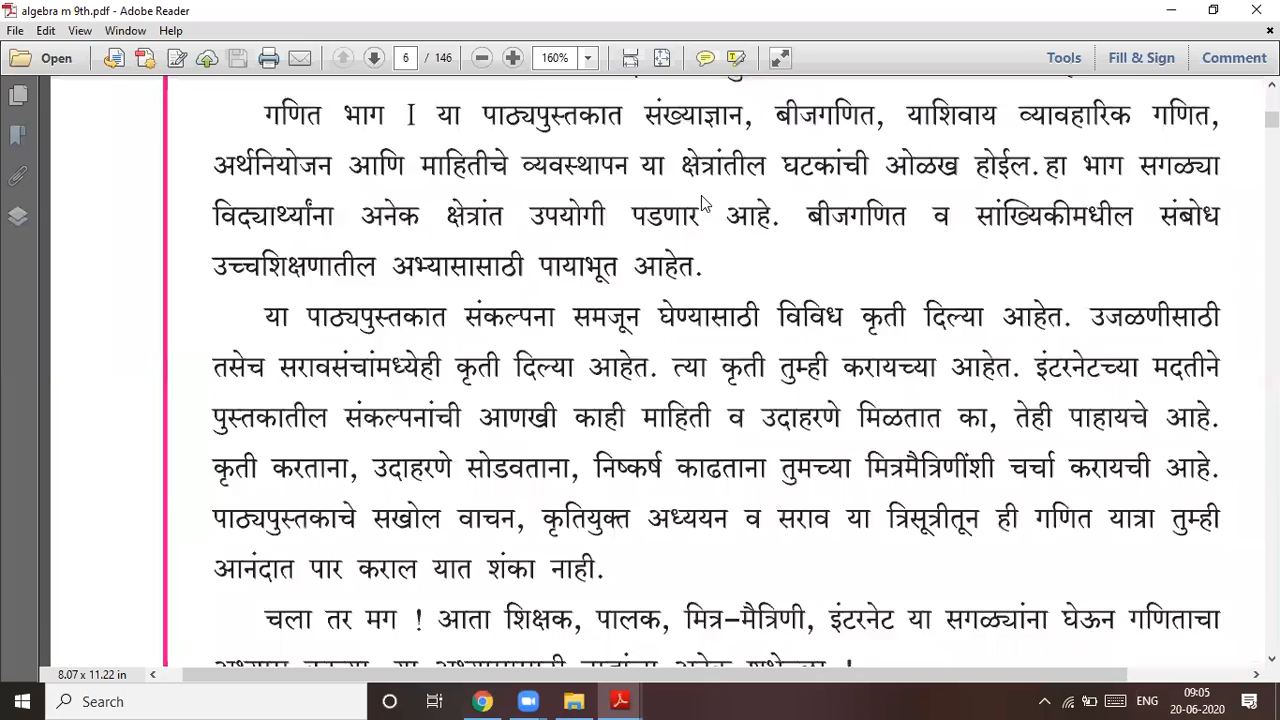 algebra m 9th.pdf - Adobe Reader
File Edit View Window Help
Open 6 / 146 160% Tools Fill & Sign Comment
गणित भाग I या पाठ्यपुस्तकात संख्याज्ञान, बीजगणित, याशिवाय व्यावहारिक गणित,
अर्थनियोजन आणि माहितीचे व्यवस्थापन या क्षेत्रांतील घटकांची ओळख होईल. हा भाग सगळ्या
विद्यार्थ्यांना अनेक क्षेत्रांत उपयोगी पडणार आहे. बीजगणित व सांख्यिकीमधील संबोध
उच्चशिक्षणातील अभ्यासासाठी पायाभूत आहेत.
या पाठ्यपुस्तकात संकल्पना समजून घेण्यासाठी विविध कृती दिल्या आहेत. उजळणीसाठी
तसेच सरावसंचांमध्येही कृती दिल्या आहेत. त्या कृती तुम्ही करायच्या आहेत. इंटरनेटच्या मदतीने
पुस्तकातील संकल्पनांची आणखी काही माहिती व उदाहरणे मिळतात का, तेही पाहायचे आहे.
कृती करताना, उदाहरणे सोडवताना, निष्कर्ष काढताना तुमच्या मित्रमैत्रिणींशी चर्चा करायची आहे.
पाठ्यपुस्तकाचे सखोल वाचन, कृतियुक्त अध्ययन व सराव या त्रिसूत्रीतून ही गणित यात्रा तुम्ही
आनंदात पार कराल यात शंका नाही.
चला तर मग ! आता शिक्षक, पालक, मित्र-मैत्रिणी, इंटरनेट या सगळ्यांना घेऊन गणिताचा
8.07 x 11.22 in
Search ENG 09:05
20-06-2020